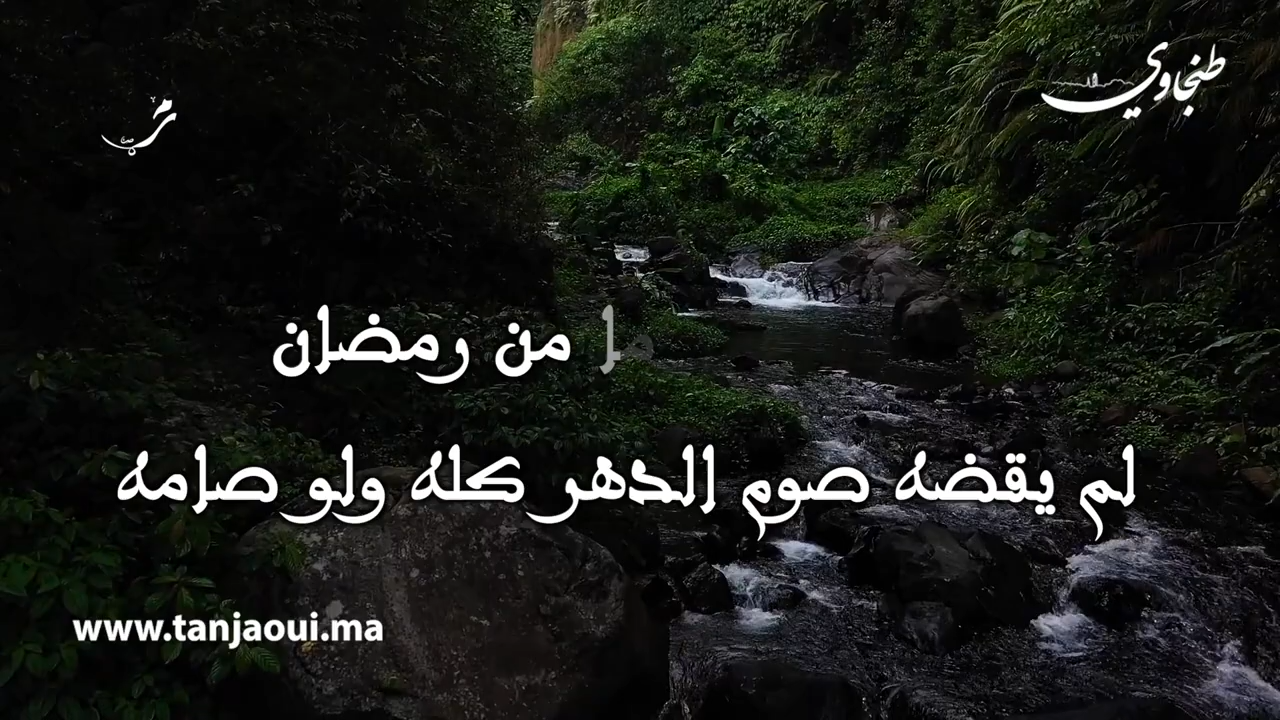 طنجاوي
من رمضان
لم يقضه صوم الدهر كله ولو صامه
www.tanjaoui.ma